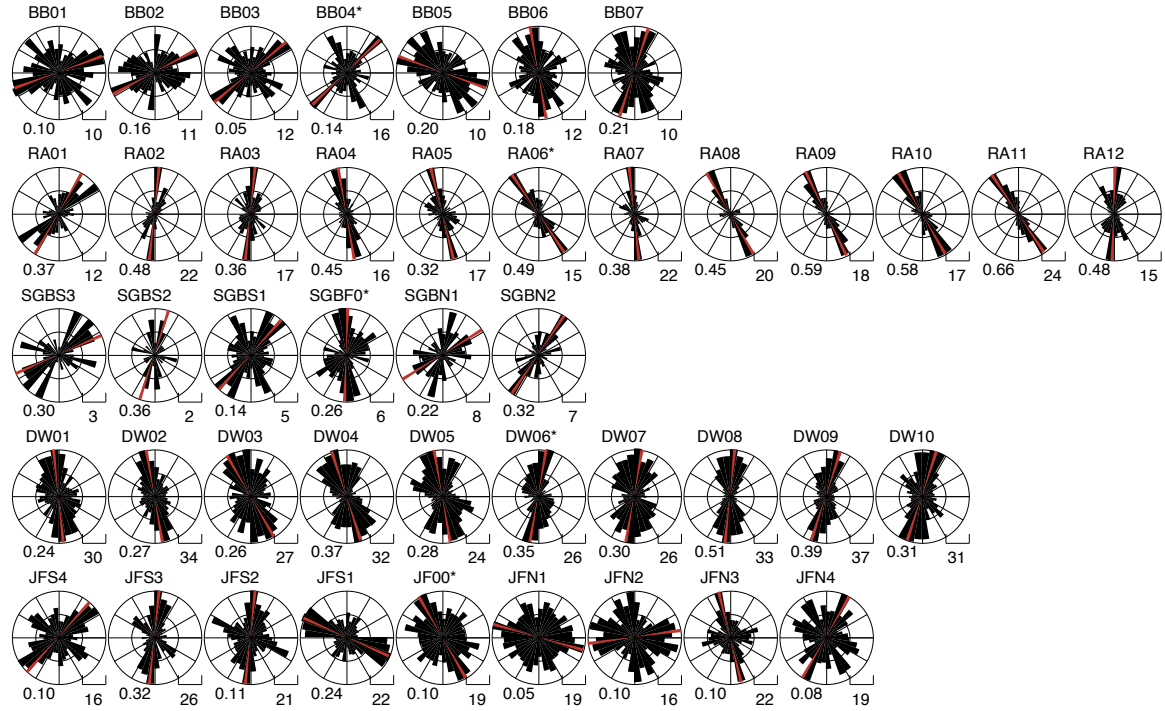 BB01 BB02 BB03 BB04* BB05 BB06 BB07
0.10 10 0.16 11 0.05 12 0.14 16 0.20 10 0.18 12 0.21 10
RA01 RA02 RA03 RA04 RA05 RA06* RA07 RA08 RA09 RA10 RA11 RA12
0.37 12 0.48 22 0.36 17 0.45 16 0.32 17 0.49 15 0.38 22 0.45 20 0.59 18 0.58 17 0.66 24 0.48 15
SGBS3 SGBS2 SGBS1 SGBF0* SGBN1 SGBN2
0.30 3 0.36 2 0.14 5 0.26 6 0.22 8 0.32 7
DW01 DW02 DW03 DW04 DW05 DW06* DW07 DW08 DW09 DW10
0.24 30 0.27 34 0.26 27 0.37 32 0.28 24 0.35 26 0.30 26 0.51 33 0.39 37 0.31 31
JFS4 JFS3 JFS2 JFS1 JF00* JFN1 JFN2 JFN3 JFN4
0.10 16 0.32 26 0.11 21 0.24 22 0.10 19 0.05 19 0.10 16 0.10 22 0.08 19